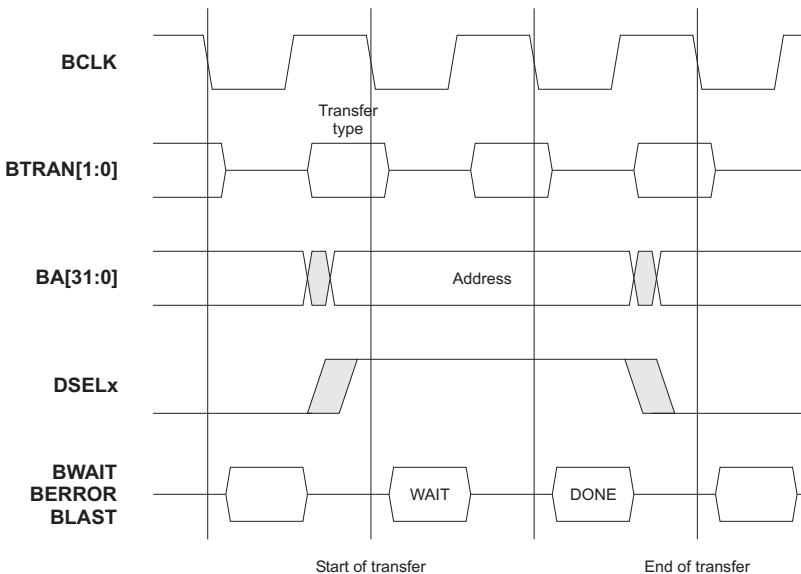 BCLK
Transfer
type
BTRAN[1:0]
BA[31:0]
Address
DSELx
BWAIT
BERROR
BLAST
WAIT
DONE
Start of transfer
End of transfer